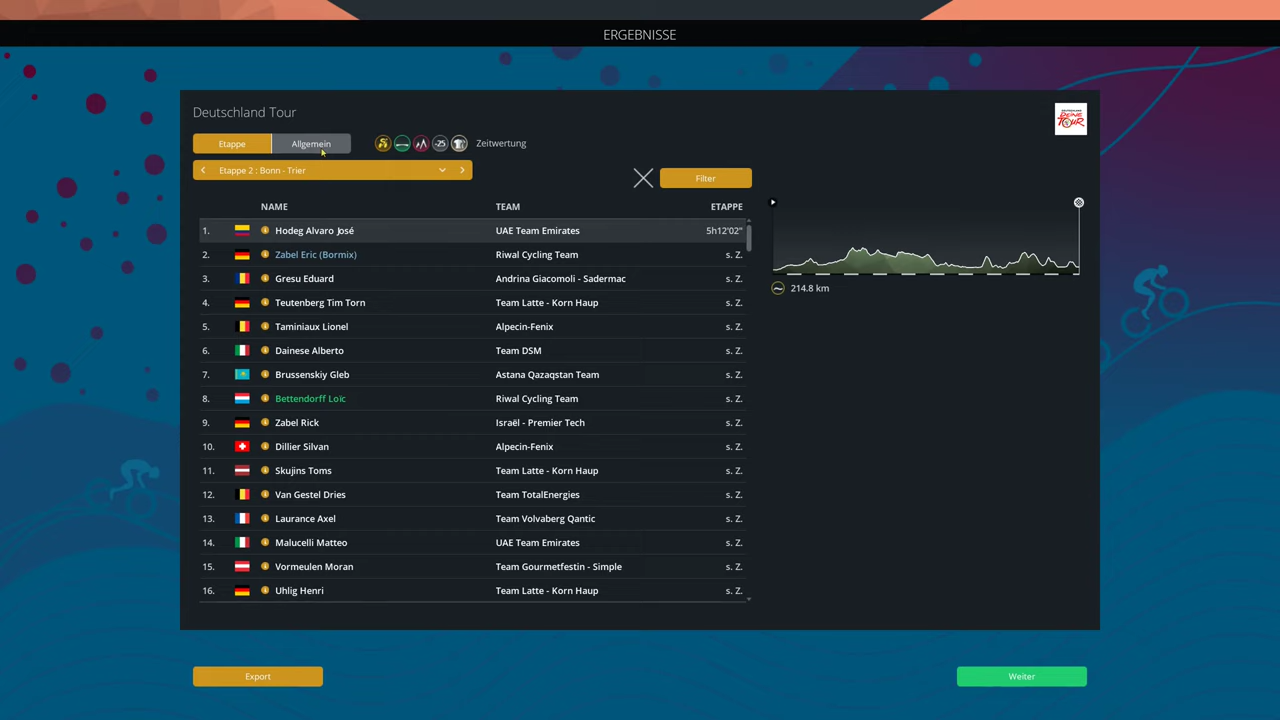 ERGEBNISSE
Deutschland Tour
DEUTSCHLAND
DEINE
TOUR
Etappe Allgemein -25 Zeitwertung
Etappe 2 : Bonn - Trier
Filter
NAME TEAM ETAPPE
1. Hodeg Alvaro José UAE Team Emirates 5h12'02"
2. Zabel Eric (Bormix) Riwal Cycling Team s. Z.
3. Gresu Eduard Andrina Giacomoli - Sadermac s. Z.
4. Teutenberg Tim Torn Team Latte - Korn Haup s. Z.
5. Taminiaux Lionel Alpecin-Fenix s. Z.
6. Dainese Alberto Team DSM s. Z.
7. Brussenskiy Gleb Astana Qazaqstan Team s. Z.
8. Bettendorff Loïc Riwal Cycling Team s. Z.
9. Zabel Rick Israël - Premier Tech s. Z.
10. Dillier Silvan Alpecin-Fenix s. Z.
11. Skujins Toms Team Latte - Korn Haup s. Z.
12. Van Gestel Dries Team TotalEnergies s. Z.
13. Laurance Axel Team Volvaberg Qantic s. Z.
14. Malucelli Matteo UAE Team Emirates s. Z.
15. Vormeulen Moran Team Gourmetfestin - Simple s. Z.
16. Uhlig Henri Team Latte - Korn Haup s. Z.
214.8 km
Export
Weiter